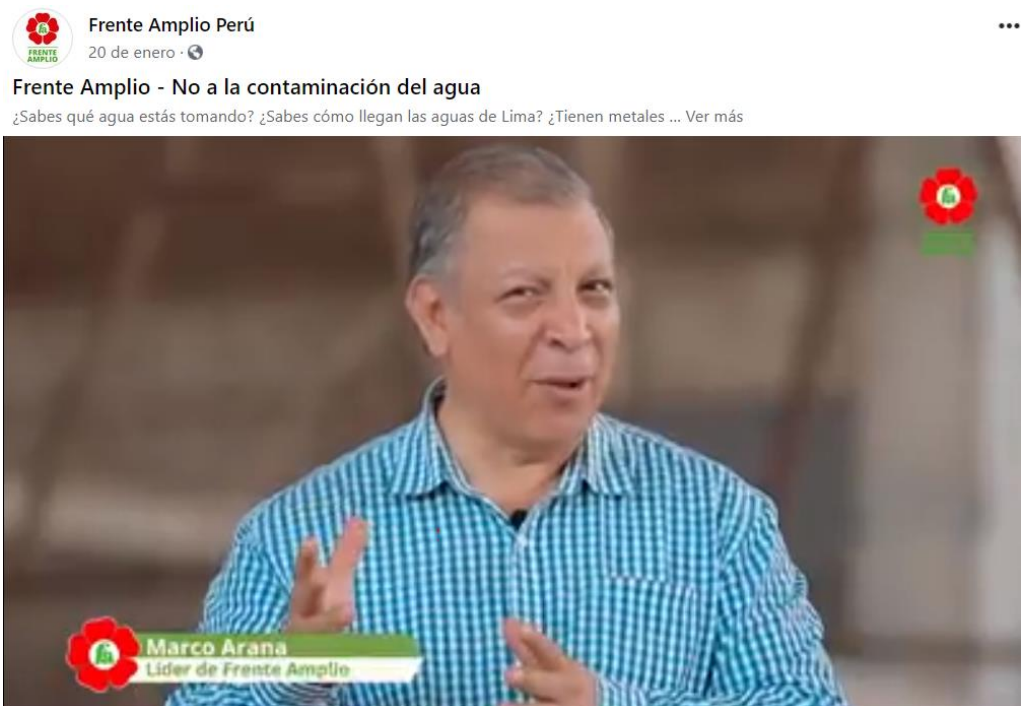 Frente Amplio Perú
FRENTE
AMPLIO
20 de enero ·
Frente Amplio - No a la contaminación del agua
¿Sabes qué agua estás tomando? ¿Sabes cómo llegan las aguas de Lima? ¿Tienen metales ... Ver más
Marco Arana
Líder de Frente Amplio